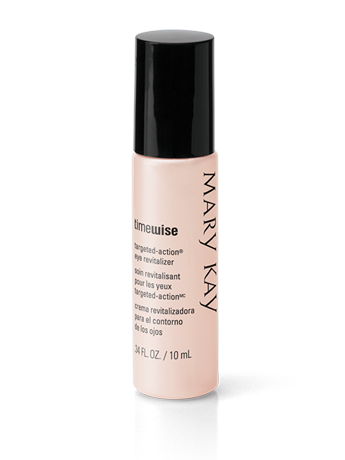 timewise
targeted-action®
eye revitalizer
soin revitalisant
pour les yeux
targeted-action MC
crema revitalizadora
para el contorno
de los ojos
.34 FL. OZ. / 10 mL
MARY KAY